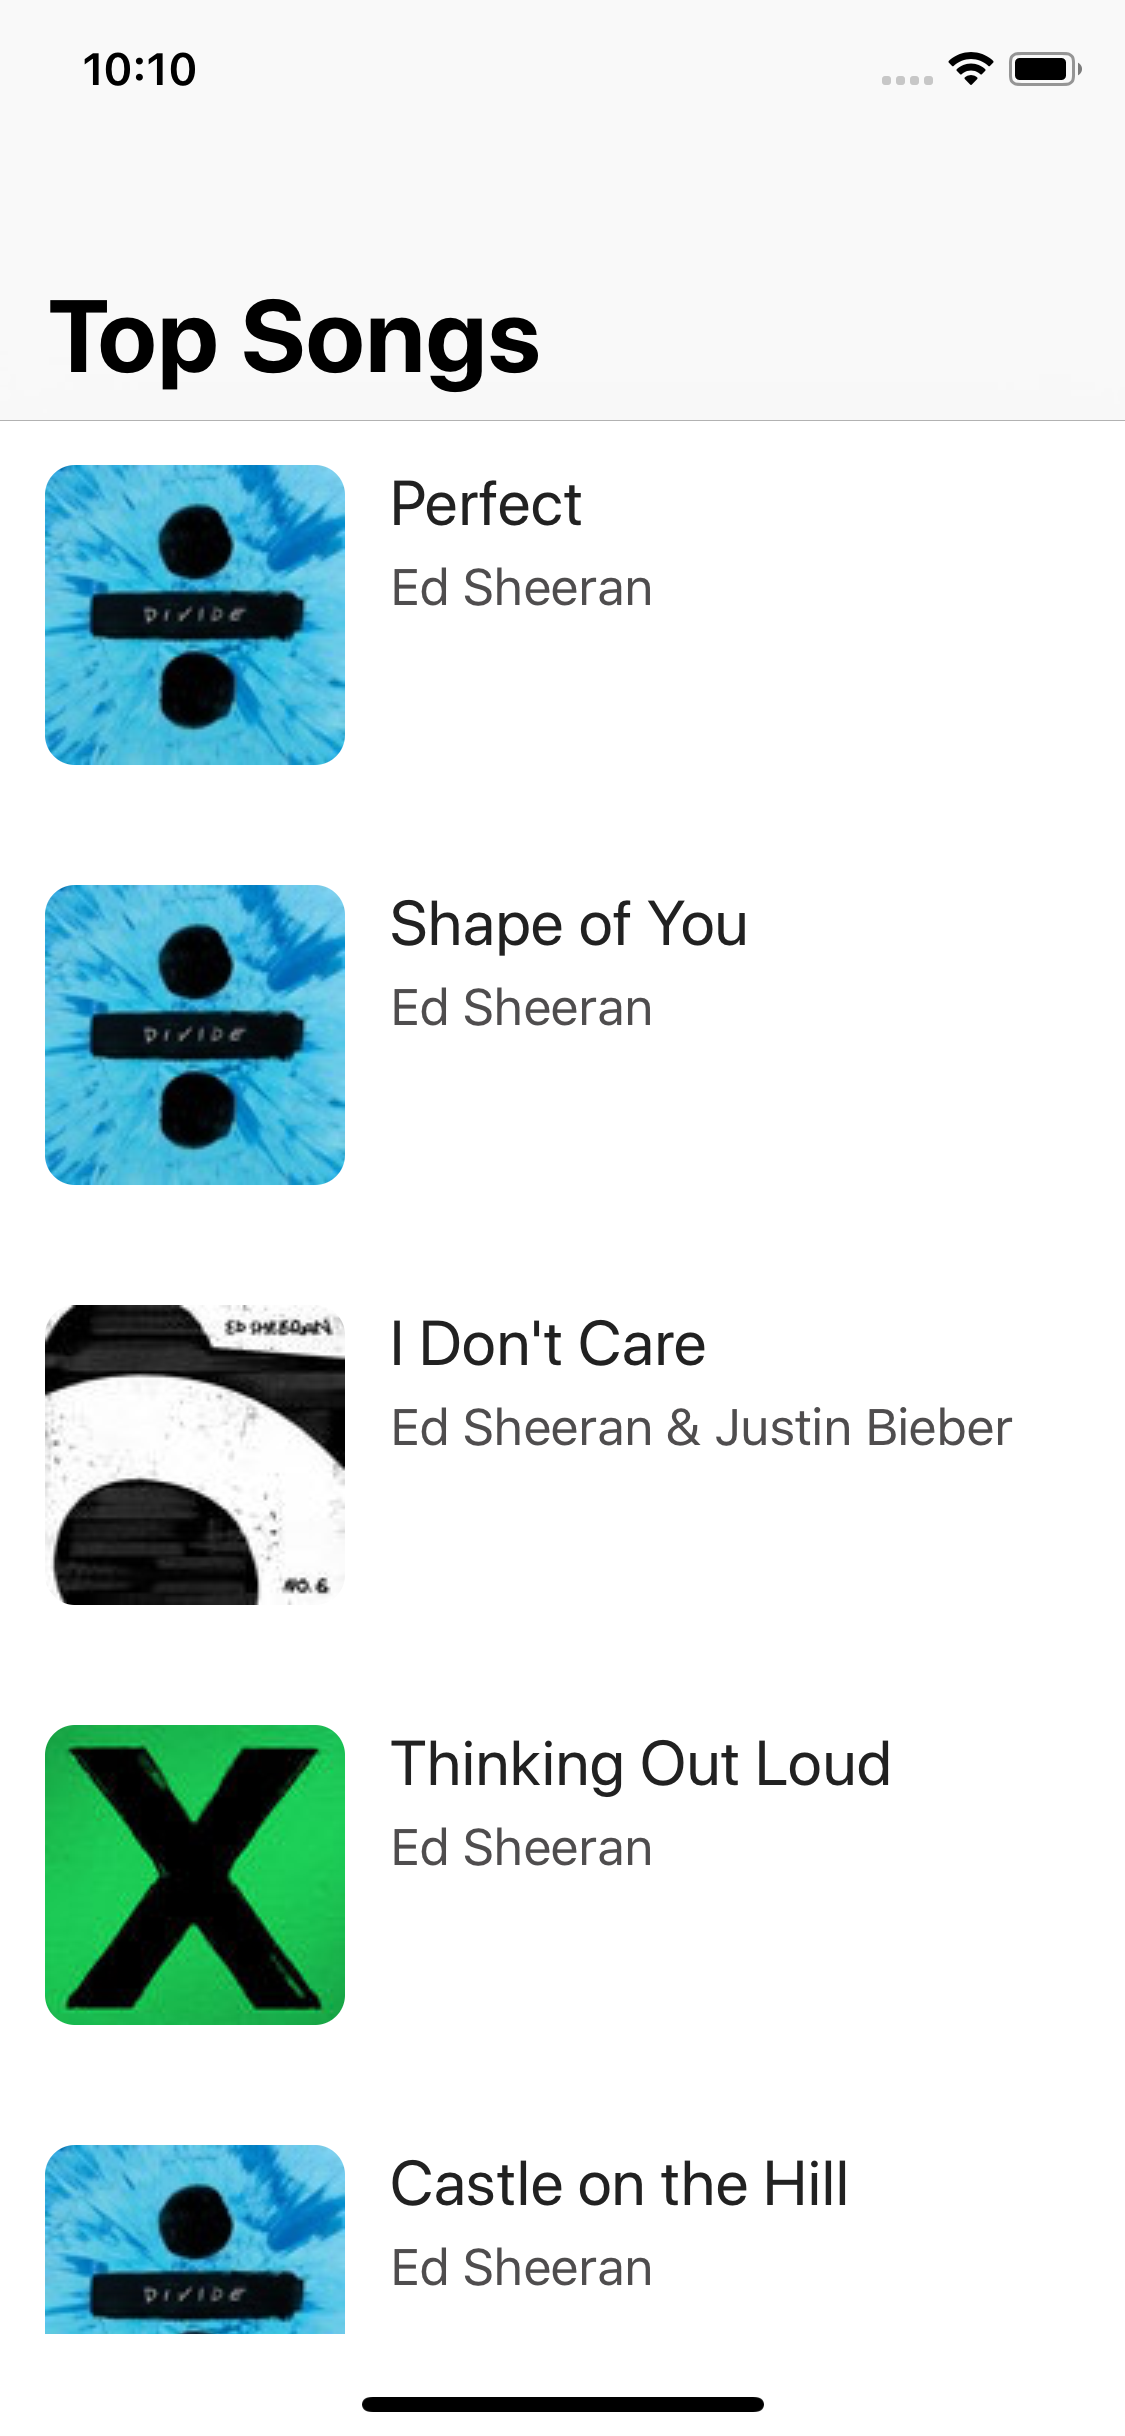 10:10
Top Songs
DIVIDE
Perfect
Ed Sheeran
DIVIDE
Shape of You
Ed Sheeran
ED SHEERAN
NO.6
I Don't Care
Ed Sheeran & Justin Bieber
X
Thinking Out Loud
Ed Sheeran
DIVIDE
Castle on the Hill
Ed Sheeran